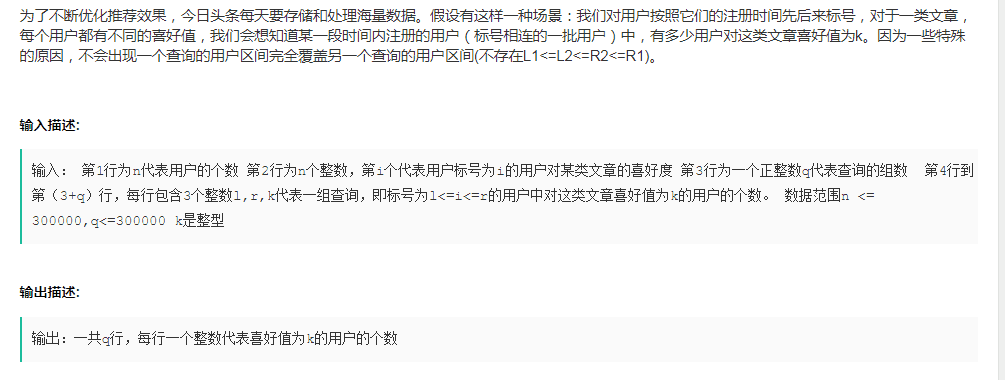 为了不断优化推荐效果，今日头条每天要存储和处理海量数据。假设有这样一种场景：我们对用户按照它们的注册时间先后来标号，对于一类文章，
每个用户都有不同的喜好值，我们会想知道某一段时间内注册的用户（标号相连的一批用户）中，有多少用户对这类文章喜好值为k。因为一些特殊
的原因，不会出现一个查询的用户区间完全覆盖另一个查询的用户区间(不存在L1<=L2<=R2<=R1)。
输入描述:
输入： 第1行为n代表用户的个数 第2行为n个整数，第i个代表用户标号为i的用户对某类文章的喜好度 第3行为一个正整数q代表查询的组数  第4行到
第（3+q）行，每行包含3个整数l,r,k代表一组查询，即标号为l<=i<=r的用户中对这类文章喜好值为k的用户的个数。 数据范围n <=
300000,q<=300000 k是整型
输出描述:
输出：一共q行，每行一个整数代表喜好值为k的用户的个数